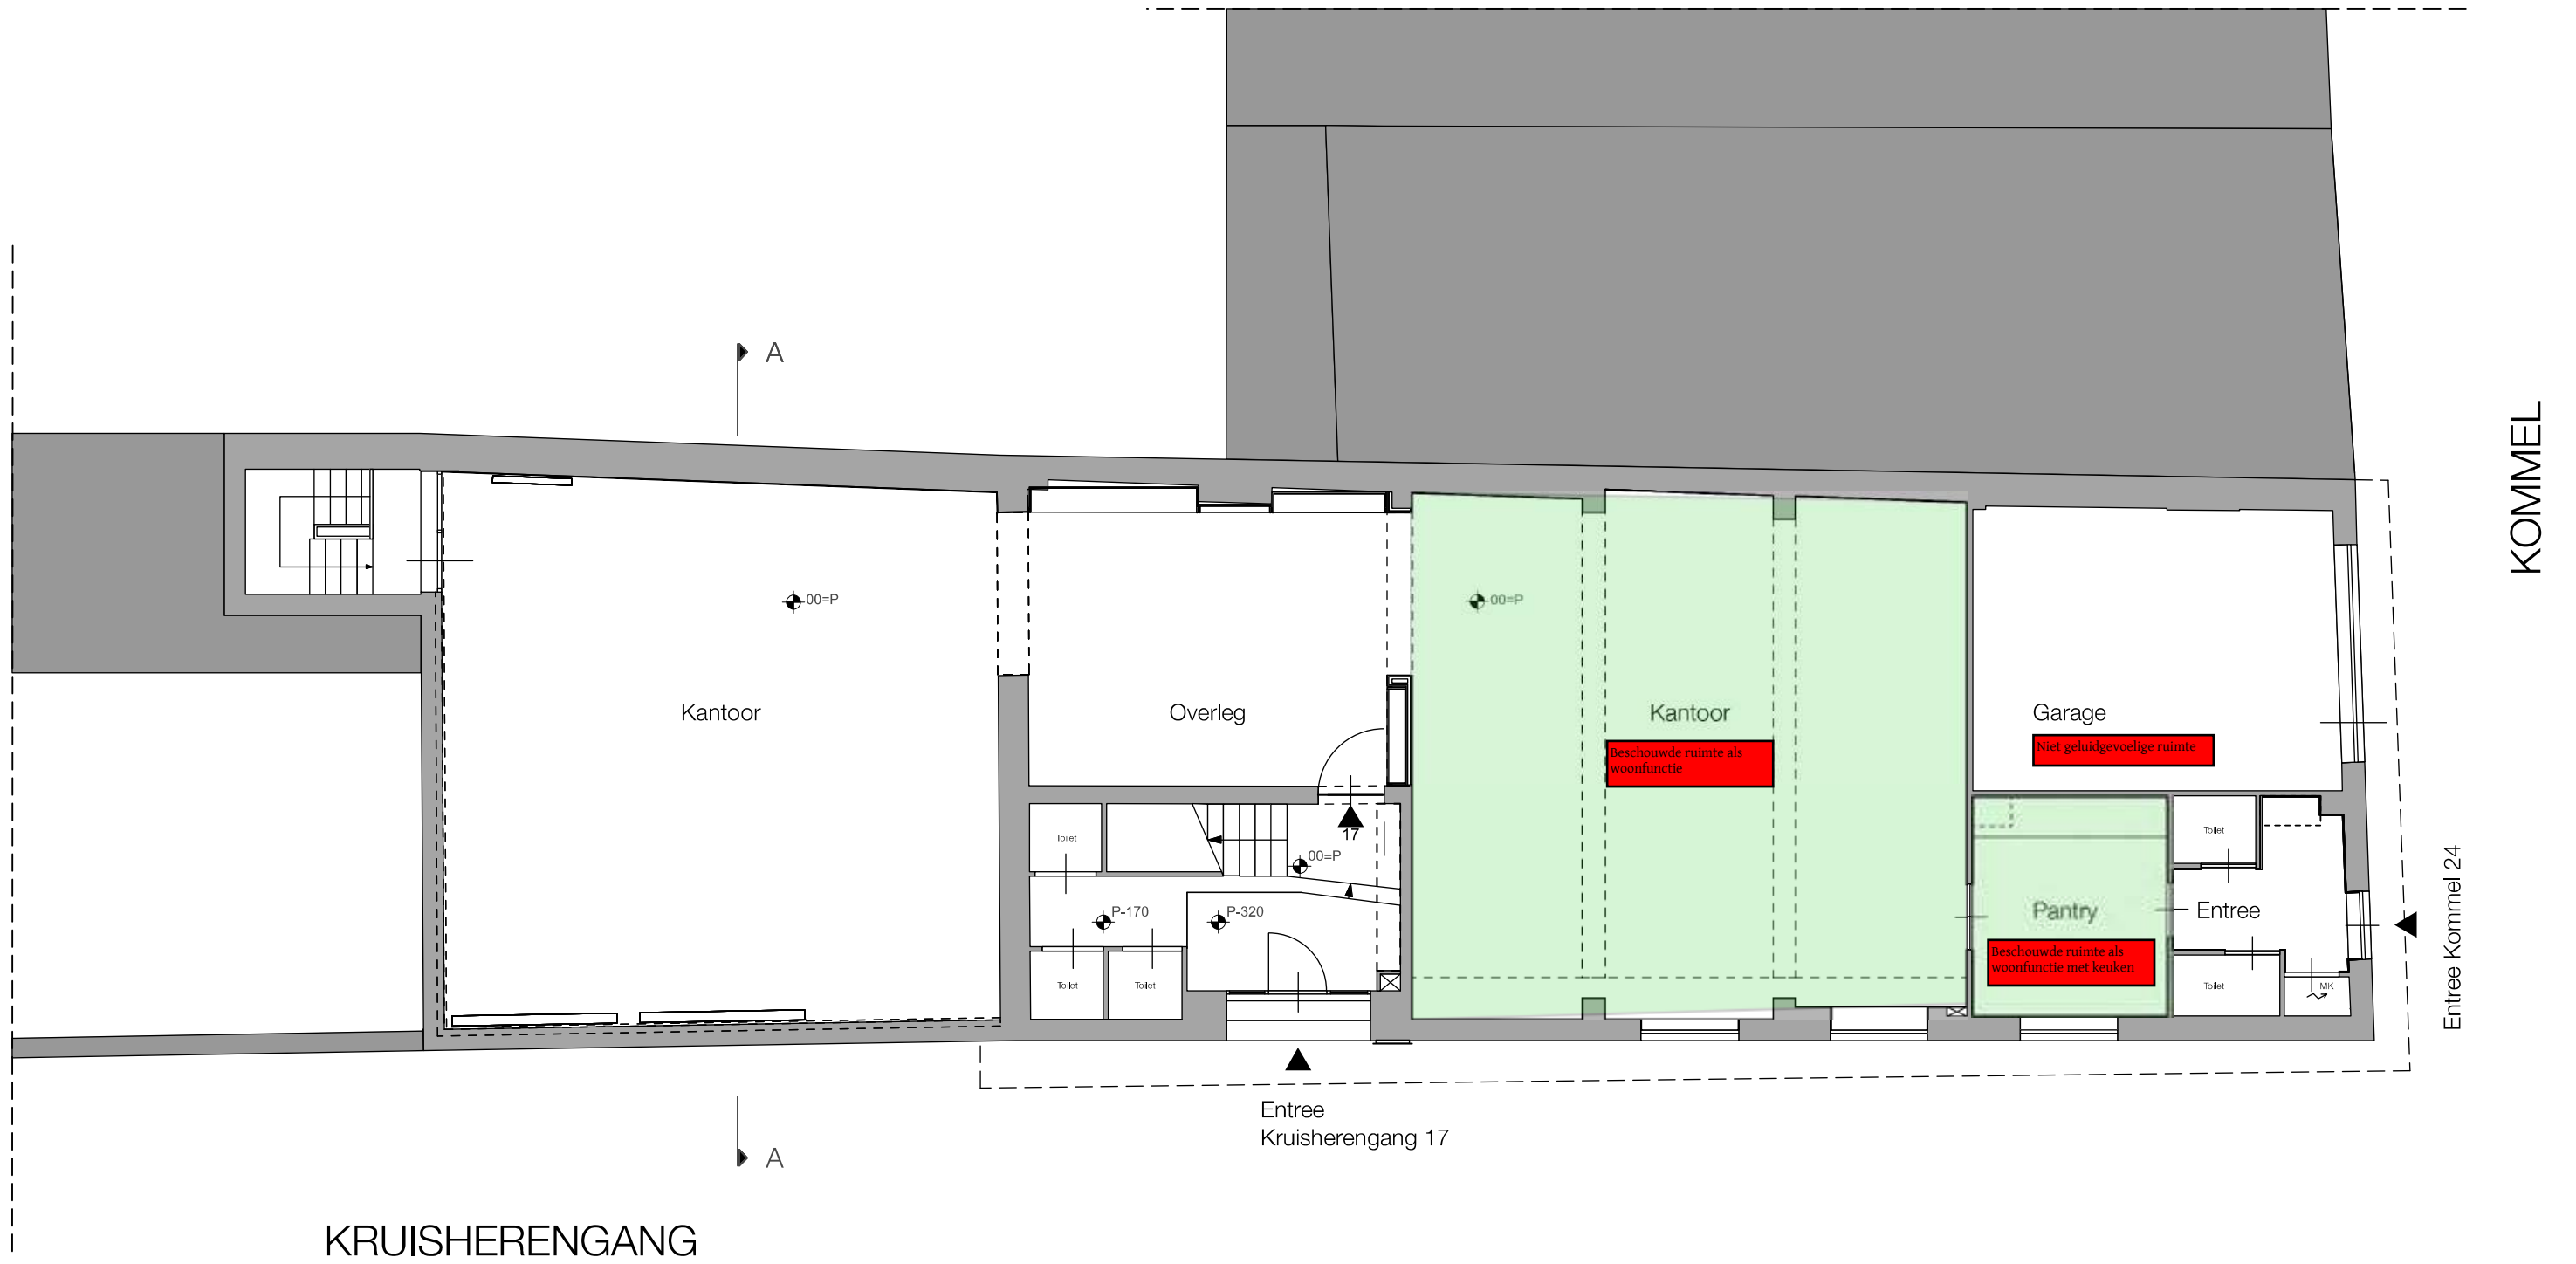 A
KOMMEL
00=P
00=P
Kantoor
Overleg
Kantoor
Garage
Beschouwde ruimte als
woonfunctie
Niet geluidgevoelige ruimte
Toilet
17
00=P
Toilet
P-170
P-320
Pantry
Entree
Beschouwde ruimte als
woonfunctie met keuken
Toilet
Toilet
Toilet
MK
Entree Kommel 24
Entree
Kruisherengang 17
A
KRUISHERENGANG